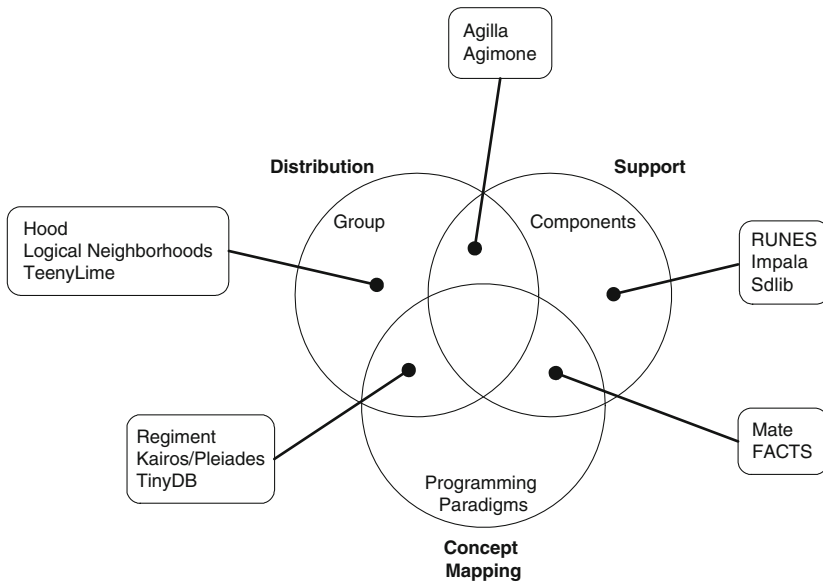 Agilla
Agimone
Distribution
Support
Group
Components
Hood
Logical Neighborhoods
TeenyLime
RUNES
Impala
Sdlib
Regiment
Kairos/Pleiades
TinyDB
Mate
FACTS
Programming
Paradigms
Concept
Mapping